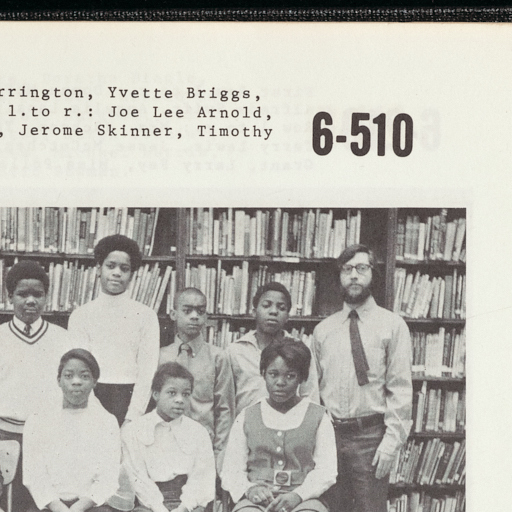 rrington, Yvette Briggs,
l.to r.: Joe Lee Arnold,
, Jerome Skinner, Timothy
6-510